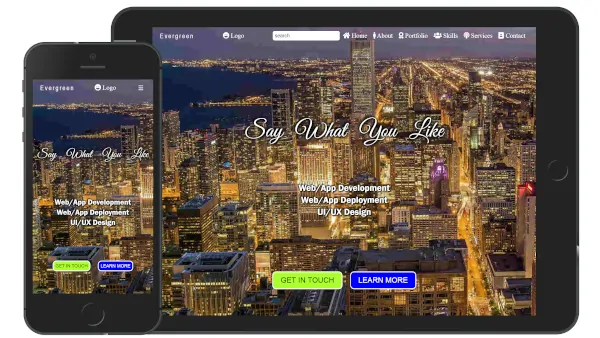 Evergreen Logo search Home About Portfolio Skills Services Contact
Say What You Like
Web/App Development
Web/App Deployment
UI/UX Design
GET IN TOUCH LEARN MORE
Evergreen Logo
Say What You Like
Web/App Development
Web/App Deployment
UI/UX Design
GET IN TOUCH LEARN MORE